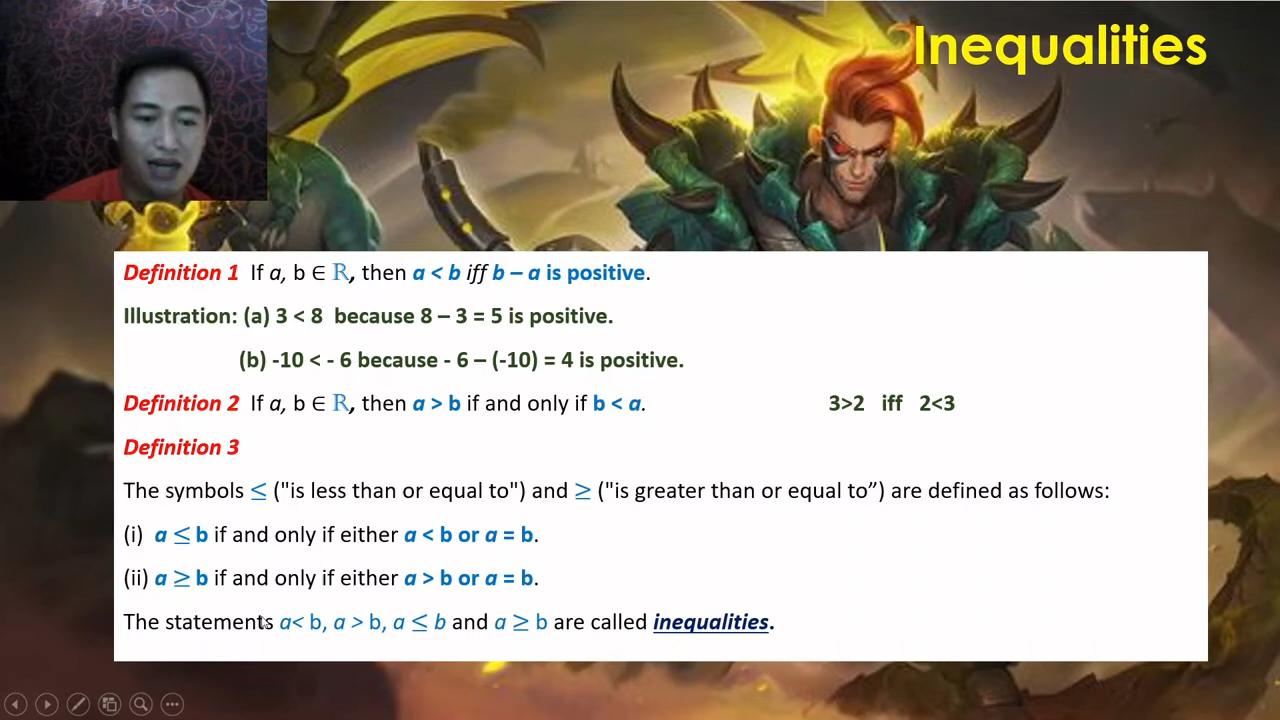 Inequalities
Definition 1 If a, b ∈ ℝ, then a < b iff b – a is positive.
Illustration: (a) 3 < 8 because 8 – 3 = 5 is positive.
(b) -10 < - 6 because - 6 – (-10) = 4 is positive.
Definition 2 If a, b ∈ ℝ, then a > b if and only if b < a. 3>2 iff 2<3
Definition 3
The symbols ≤ ("is less than or equal to") and ≥ ("is greater than or equal to”) are defined as follows:
(i) a ≤ b if and only if either a < b or a = b.
(ii) a ≥ b if and only if either a > b or a = b.
The statements a< b, a > b, a ≤ b and a ≥ b are called inequalities.